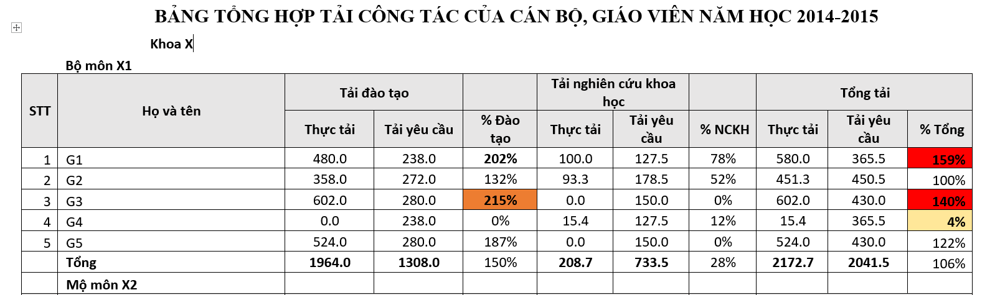 BẢNG TỔNG HỢP TẢI CÔNG TÁC CỦA CÁN BỘ, GIÁO VIÊN NĂM HỌC 2014-2015
Khoa X
Bộ môn X1
STT Họ và tên Tải đào tạo Tải nghiên cứu khoa học Tổng tải
Thực tải Tải yêu cầu % Đào tạo Thực tải Tải yêu cầu % NCKH Thực tải Tải yêu cầu % Tổng
1 G1 480.0 238.0 202% 100.0 127.5 78% 580.0 365.5 159%
2 G2 358.0 272.0 132% 93.3 178.5 52% 451.3 450.5 100%
3 G3 602.0 280.0 215% 0.0 150.0 0% 602.0 430.0 140%
4 G4 0.0 238.0 0% 15.4 127.5 12% 15.4 365.5 4%
5 G5 524.0 280.0 187% 0.0 150.0 0% 524.0 430.0 122%
Tổng 1964.0 1308.0 150% 208.7 733.5 28% 2172.7 2041.5 106%
Mộ môn X2